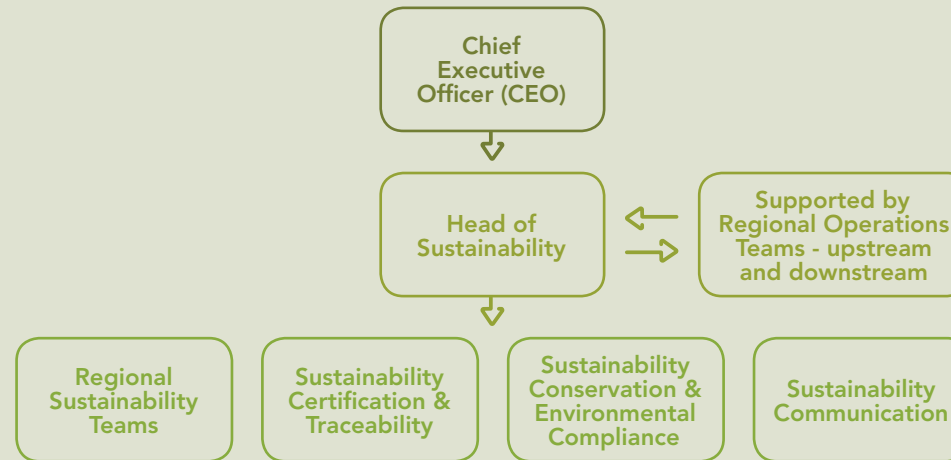 Chief
Executive
Officer (CEO)
Head of
Sustainability
Supported by
Regional Operations
Teams - upstream
and downstream
Regional
Sustainability
Teams
Sustainability
Certification &
Traceability
Sustainability
Conservation &
Environmental
Compliance
Sustainability
Communication